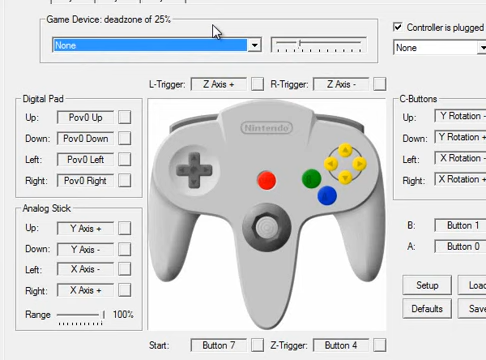 Game Device: deadzone of 25%
None
Controller is plugged
None
L-Trigger: Z Axis + R-Trigger: Z Axis -
Digital Pad
Up: Pov0 Up
Down: Pov0 Down
Left: Pov0 Left
Right: Pov0 Right
Nintendo
C-Buttons
Up: Y Rotation -
Down: Y Rotation +
Left: X Rotation -
Right: X Rotation +
Analog Stick
Up: Y Axis +
Down: Y Axis -
Left: X Axis -
Right: X Axis +
Range 100%
B: Button 1
A: Button 0
Setup Loa
Defaults Save
Start: Button 7 Z-Trigger: Button 4